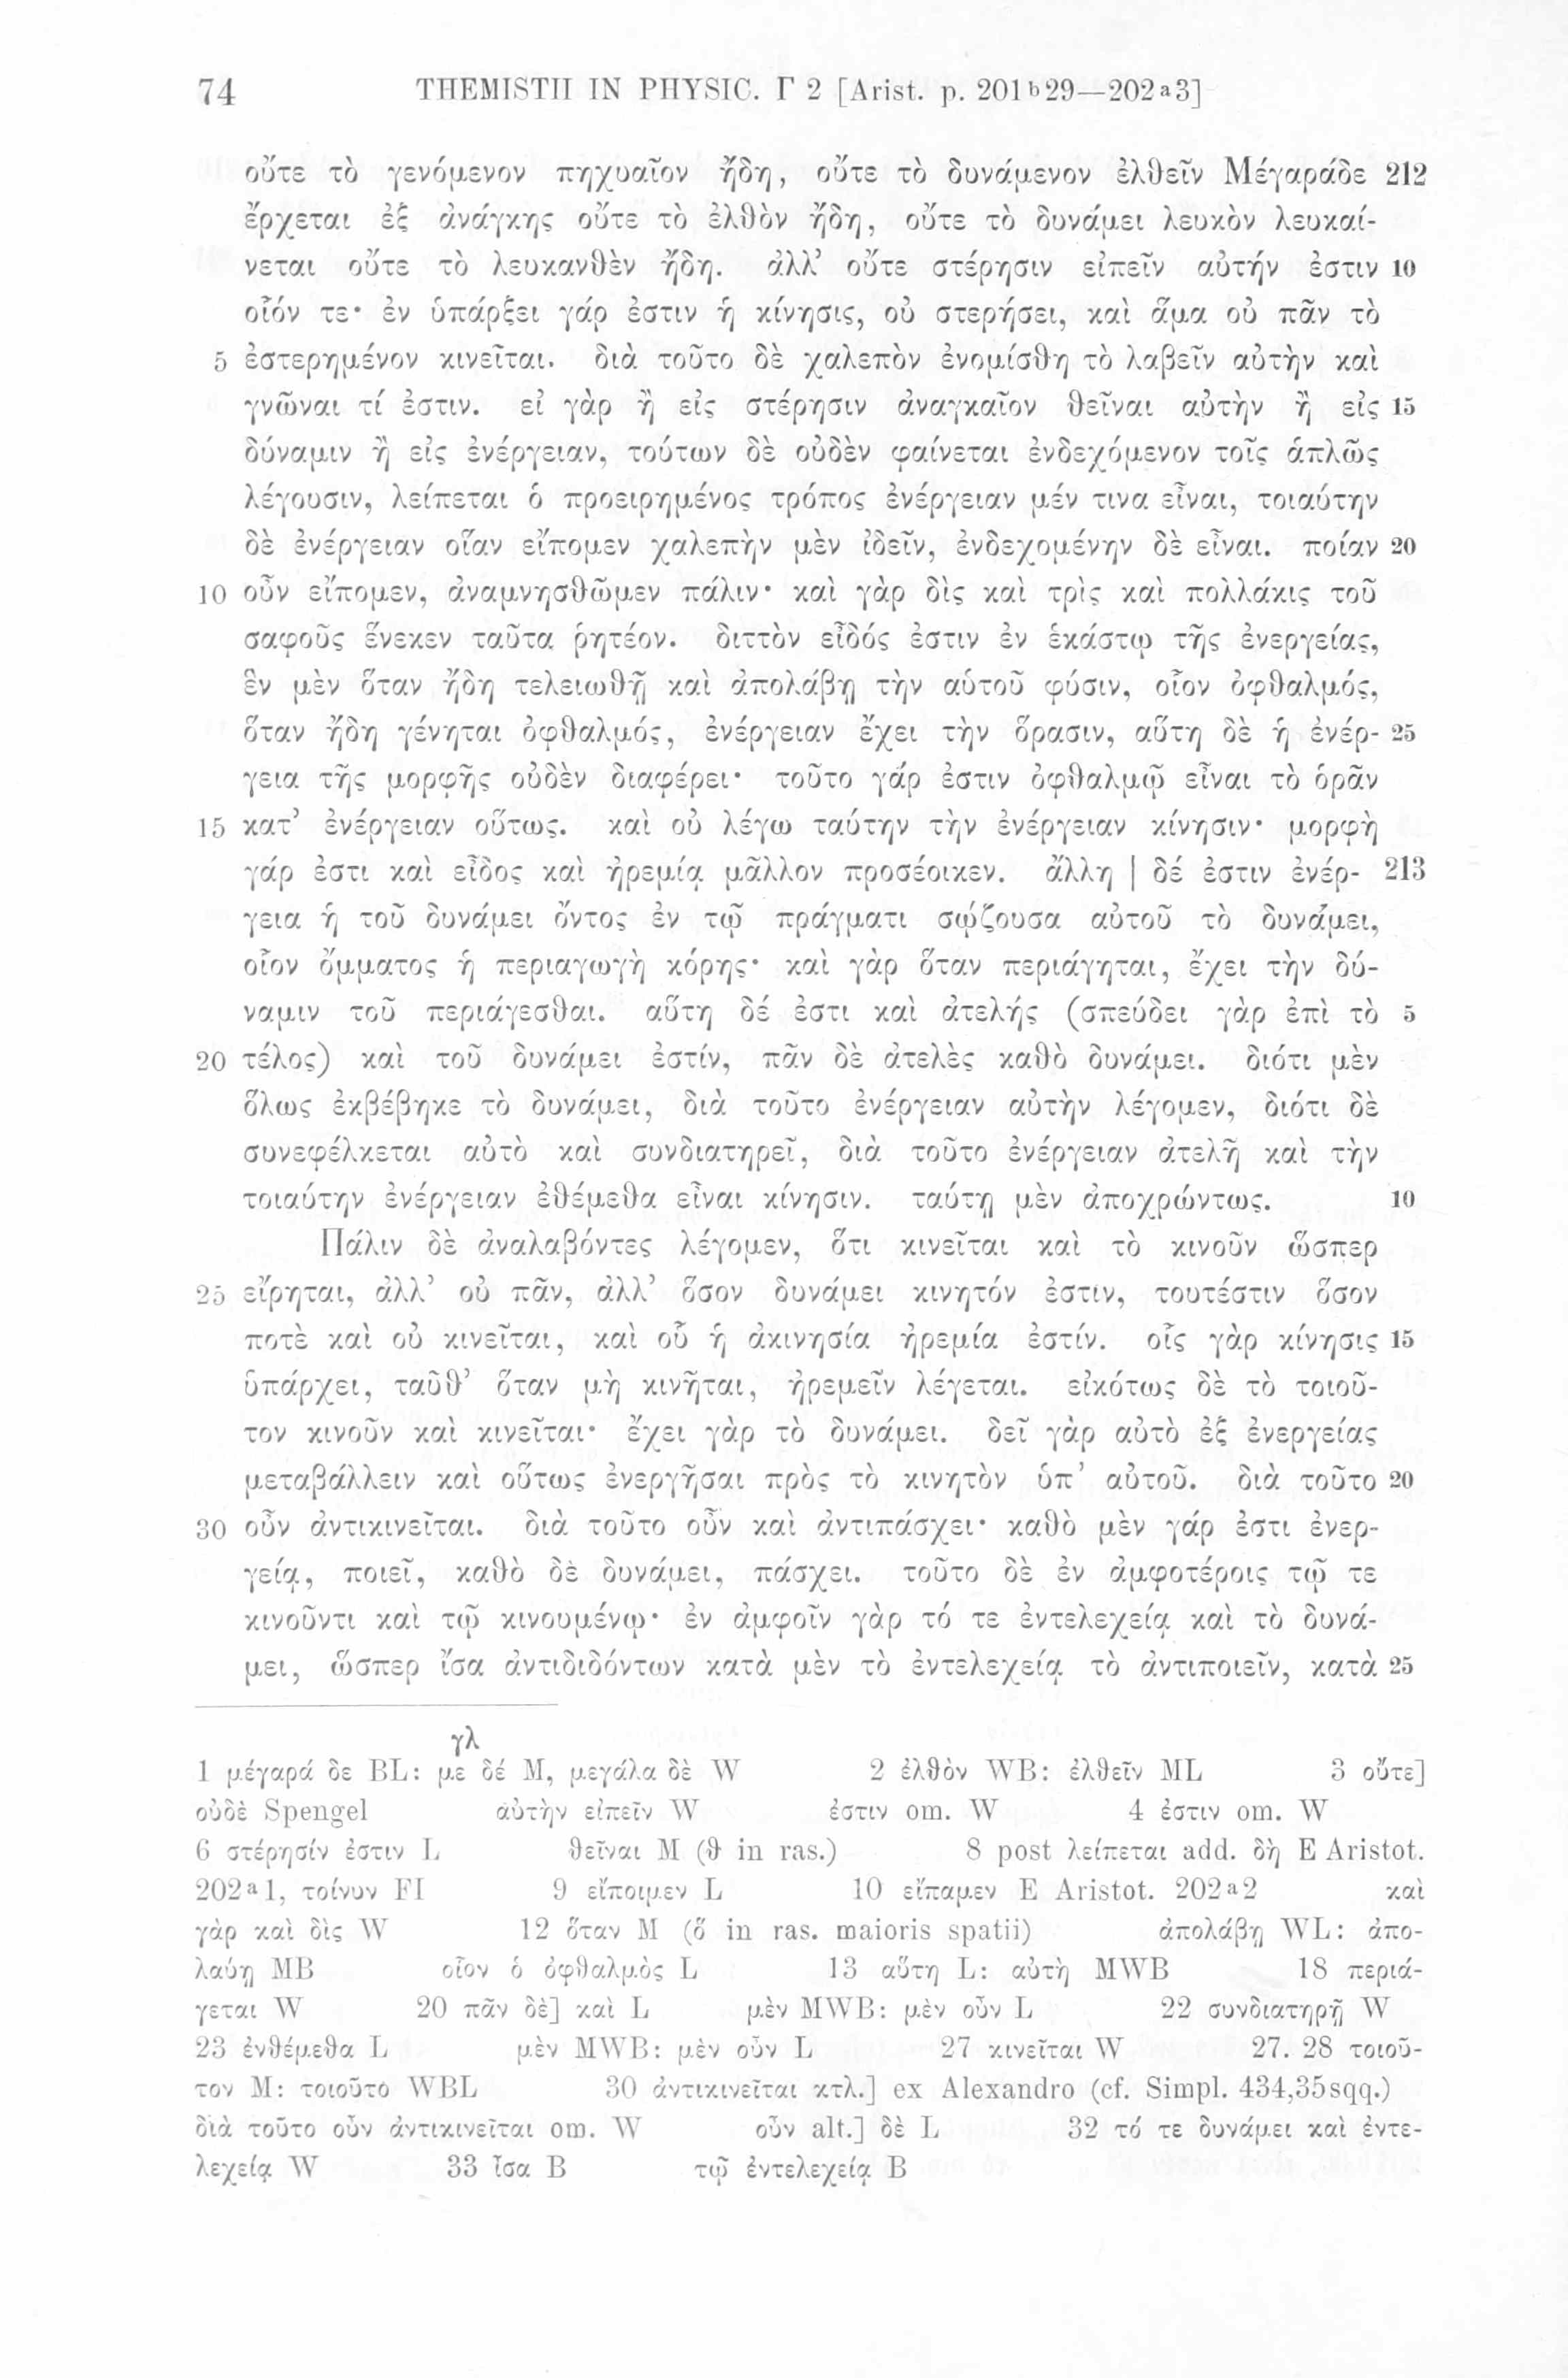 74 THEMISTII IN PHYSIC. Γ 2 [Arist. p. 201ᵇ29—202ᵃ3]
οὔτε τὸ γενόμενον πηχυαῖον ἤδη, οὔτε τὸ δυνάμενον ἐλθεῖν Μέγαράδε 212
ἔρχεται ἐξ ἀνάγκης οὔτε τὸ ἐλθὸν ἤδη, οὔτε τὸ δυνάμει λευκὸν λευκαί-
νεται οὔτε τὸ λευκανθὲν ἤδη. ἀλλ’ οὔτε στέρησιν εἰπεῖν αὐτήν ἐστιν 10
οἷόν τε· ἐν ὑπάρξει γάρ ἐστιν ἡ κίνησις, οὐ στερήσει, καὶ ἅμα οὐ πᾶν τὸ
5 ἐστερημένον κινεῖται. διὰ τοῦτο δὲ χαλεπὸν ἐνομίσθη τὸ λαβεῖν αὐτὴν καὶ
γνῶναι τί ἐστιν. εἰ γὰρ ἢ εἰς στέρησιν ἀναγκαῖον θεῖναι αὐτὴν ἢ εἰς 15
δύναμιν ἢ εἰς ἐνέργειαν, τούτων δὲ οὐδὲν φαίνεται ἐνδεχόμενον τοῖς ἁπλῶς
λέγουσιν, λείπεται ὁ προειρημένος τρόπος ἐνέργειαν μέν τινα εἶναι, τοιαύτην
δὲ ἐνέργειαν οἵαν εἴπομεν χαλεπὴν μὲν ἰδεῖν, ἐνδεχομένην δὲ εἶναι. ποίαν 20
10 οὖν εἴπομεν, ἀναμνησθῶμεν πάλιν· καὶ γὰρ δὶς καὶ τρὶς καὶ πολλάκις τοῦ
σαφοῦς ἕνεκεν ταῦτα ῥητέον. διττὸν εἶδός ἐστιν ἐν ἑκάστῳ τῆς ἐνεργείας,
ἓν μὲν ὅταν ἤδη τελειωθῇ καὶ ἀπολάβῃ τὴν αὑτοῦ φύσιν, οἷον ὀφθαλμός,
ὅταν ἤδη γένηται ὀφθαλμός, ἐνέργειαν ἔχει τὴν ὅρασιν, αὕτη δὲ ἡ ἐνέρ- 25
γεια τῆς μορφῆς οὐδὲν διαφέρει· τοῦτο γάρ ἐστιν ὀφθαλμῷ εἶναι τὸ ὁρᾶν
15 κατ’ ἐνέργειαν οὕτως. καὶ οὐ λέγω ταύτην τὴν ἐνέργειαν κίνησιν· μορφὴ
γάρ ἐστι καὶ εἶδος καὶ ἠρεμίᾳ μᾶλλον προσέοικεν. ἄλλη | δέ ἐστιν ἐνέρ- 213
γεια ἡ τοῦ δυνάμει ὄντος ἐν τῷ πράγματι σῴζουσα αὐτοῦ τὸ δυνάμει,
οἷον ὄμματος ἡ περιαγωγὴ κόρης· καὶ γὰρ ὅταν περιάγηται, ἔχει τὴν δύ-
ναμιν τοῦ περιάγεσθαι. αὕτη δέ ἐστι καὶ ἀτελής (σπεύδει γὰρ ἐπὶ τὸ 5
20 τέλος) καὶ τοῦ δυνάμει ἐστίν, πᾶν δὲ ἀτελὲς καθὸ δυνάμει. διότι μὲν
ὅλως ἐκβέβηκε τὸ δυνάμει, διὰ τοῦτο ἐνέργειαν αὐτὴν λέγομεν, διότι δὲ
συνεφέλκεται αὐτὸ καὶ συνδιατηρεῖ, διὰ τοῦτο ἐνέργειαν ἀτελῆ καὶ τὴν
τοιαύτην ἐνέργειαν ἐθέμεθα εἶναι κίνησιν. ταύτῃ μὲν ἀποχρώντως. 10
Πάλιν δὲ ἀναλαβόντες λέγομεν, ὅτι κινεῖται καὶ τὸ κινοῦν ὥσπερ
25 εἴρηται, ἀλλ’ οὐ πᾶν, ἀλλ’ ὅσον δυνάμει κινητόν ἐστιν, τουτέστιν ὅσον
ποτὲ καὶ οὐ κινεῖται, καὶ οὗ ἡ ἀκινησία ἠρεμία ἐστίν. οἷς γὰρ κίνησις 15
ὑπάρχει, ταῦθ’ ὅταν μὴ κινῆται, ἠρεμεῖν λέγεται. εἰκότως δὲ τὸ τοιοῦ-
τον κινοῦν καὶ κινεῖται· ἔχει γὰρ τὸ δυνάμει. δεῖ γὰρ αὐτὸ ἐξ ἐνεργείας
μεταβάλλειν καὶ οὕτως ἐνεργῆσαι πρὸς τὸ κινητὸν ὑπ’ αὐτοῦ. διὰ τοῦτο 20
30 οὖν ἀντικινεῖται. διὰ τοῦτο οὖν καὶ ἀντιπάσχει· καθὸ μὲν γάρ ἐστι ἐνερ-
γείᾳ, ποιεῖ, καθὸ δὲ δυνάμει, πάσχει. τοῦτο δὲ ἐν ἀμφοτέροις τῷ τε
κινοῦντι καὶ τῷ κινουμένῳ· ἐν ἀμφοῖν γὰρ τό τε ἐντελεχείᾳ καὶ τὸ δυνά-
μει, ὥσπερ ἴσα ἀντιδιδόντων κατὰ μὲν τὸ ἐντελεχείᾳ τὸ ἀντιποιεῖν, κατὰ 25
γλ
1 μέγαρά δε BL: με δέ M, μεγάλα δὲ W 2 ἐλθὸν WB: ἐλθεῖν ML 3 οὔτε]
οὐδὲ Spengel αὐτὴν εἰπεῖν W ἐστιν om. W 4 ἐστιν om. W
6 στέρησίν ἐστιν L θεῖναι M (θ in ras.) 8 post λείπεται add. δὴ E Aristot.
202ᵃ1, τοίνυν FI 9 εἴποιμεν L 10 εἴπαμεν E Aristot. 202ᵃ2 καὶ
γὰρ καὶ δὶς W 12 ὅταν M (ὅ in ras. maioris spatii) ἀπολάβῃ WL: ἀπο-
λαύῃ MB οἷον ὁ ὀφθαλμὸς L 13 αὕτη L: αὐτὴ MWB 18 περιά-
γεται W 20 πᾶν δὲ] καὶ L μὲν MWB: μὲν οὖν L 22 συνδιατηρῇ W
23 ἐνθέμεθα L μὲν MWB: μὲν οὖν L 27 κινεῖται W 27. 28 τοιοῦ-
τον M: τοιοῦτο WBL 30 ἀντικινεῖται κτλ.] ex Alexandro (cf. Simpl. 434,35sqq.)
διὰ τοῦτο οὖν ἀντικινεῖται om. W οὖν alt.] δὲ L 32 τό τε δυνάμει καὶ ἐντε-
λεχείᾳ W 33 ἶσα B τῷ ἐντελεχείᾳ B